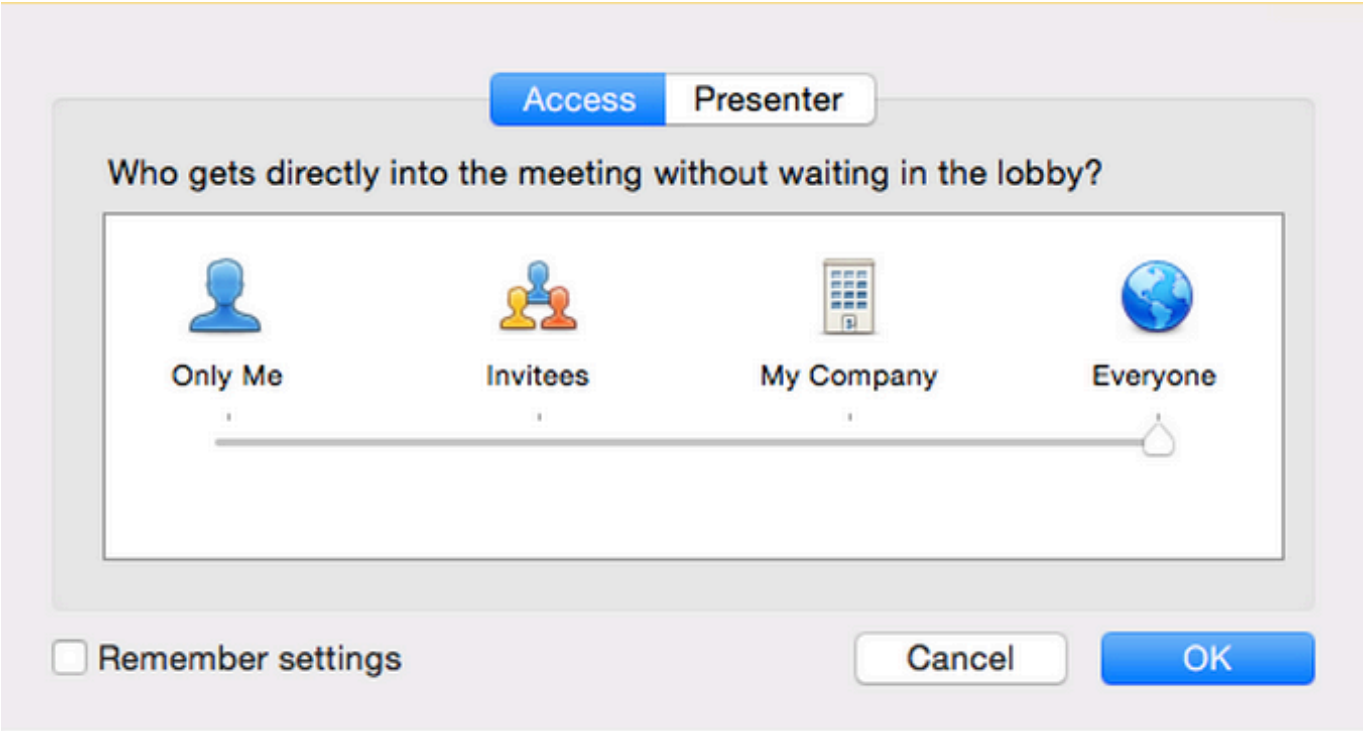 Access Presenter
Who gets directly into the meeting without waiting in the lobby?
Only Me Invitees My Company Everyone
Remember settings Cancel OK